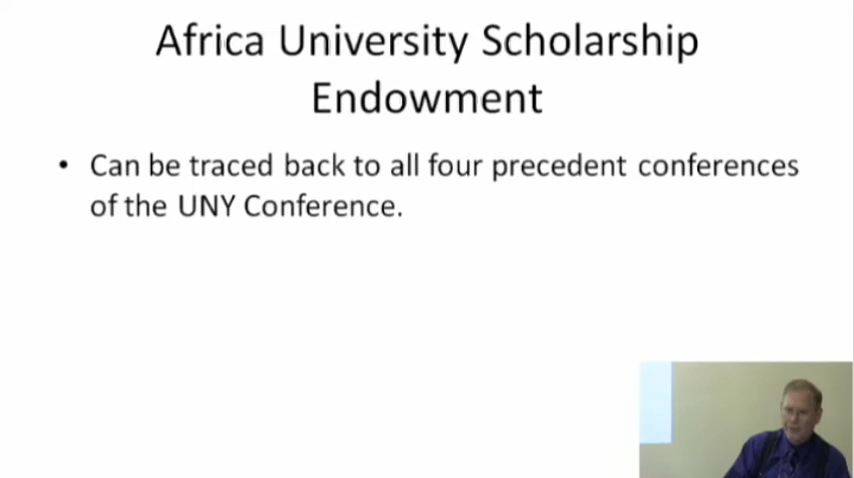 Africa University Scholarship
Endowment
• Can be traced back to all four precedent conferences
of the UNY Conference.